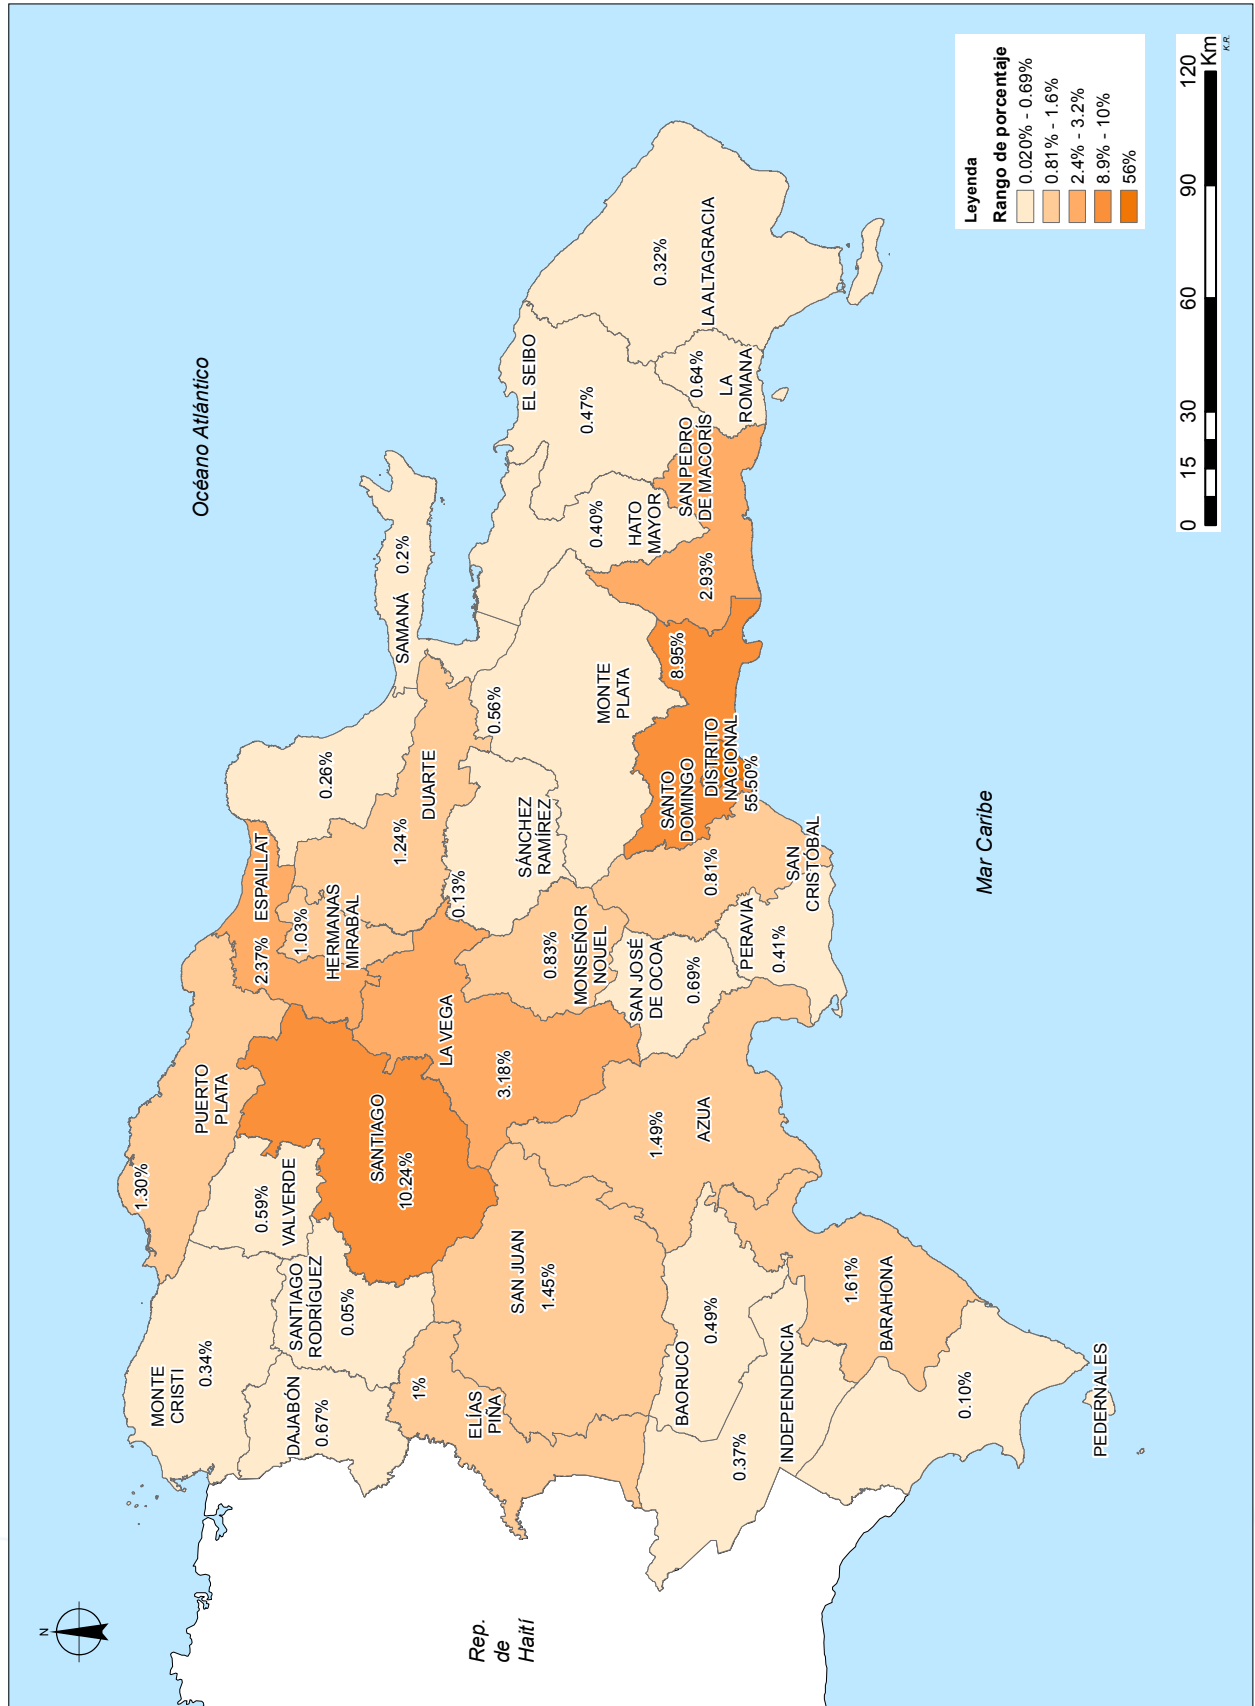 N
Océano Atlántico
Mar Caribe
Rep.
de
Haití
MONTE
CRISTI
0.34%
DAJABÓN
0.67%
SANTIAGO
RODRÍGUEZ
0.05%
VALVERDE
0.59%
PUERTO
PLATA
1.30%
SANTIAGO
10.24%
ESPAILLAT
2.37%
1.03%
HERMANAS
MIRABAL
0.26%
DUARTE
1.24%
SAMANÁ
0.2%
LA VEGA
3.18%
0.13%
SÁNCHEZ
RAMÍREZ
0.83%
MONSEÑOR
NOUEL
0.56%
MONTE
PLATA
EL SEIBO
0.47%
0.40%
HATO
MAYOR
0.32%
LA ALTAGRACIA
0.64%
LA
ROMANA
SAN PEDRO
DE MACORÍS
2.93%
8.95%
SANTO
DOMINGO
DISTRITO
NACIONAL
55.50%
0.81%
SAN
CRISTÓBAL
PERAVIA
0.41%
SAN JOSÉ
DE OCOA
0.69%
1.49%
AZUA
SAN JUAN
1.45%
1%
ELÍAS
PIÑA
BAORUCO
0.49%
0.37%
INDEPENDENCIA
1.61%
BARAHONA
0.10%
PEDERNALES
Leyenda
Rango de porcentaje
0.020% - 0.69%
0.81% - 1.6%
2.4% - 3.2%
8.9% - 10%
56%
0 15 30 60 90 120
Km
K.R.